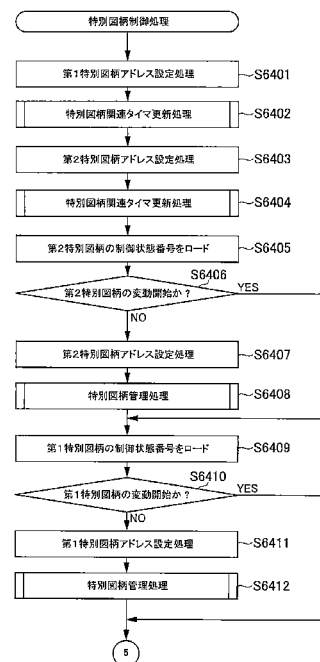 特別図柄制御処理
第1特別図柄アドレス設定処理 S6401
特別図柄関連タイマ更新処理 S6402
第2特別図柄アドレス設定処理 S6403
特別図柄関連タイマ更新処理 S6404
第2特別図柄の制御状態番号をロード S6405
S6406
第2特別図柄の変動開始か? YES
NO
第2特別図柄アドレス設定処理 S6407
特別図柄管理処理 S6408
第1特別図柄の制御状態番号をロード S6409
S6410
第1特別図柄の変動開始か? YES
NO
第1特別図柄アドレス設定処理 S6411
特別図柄管理処理 S6412
5